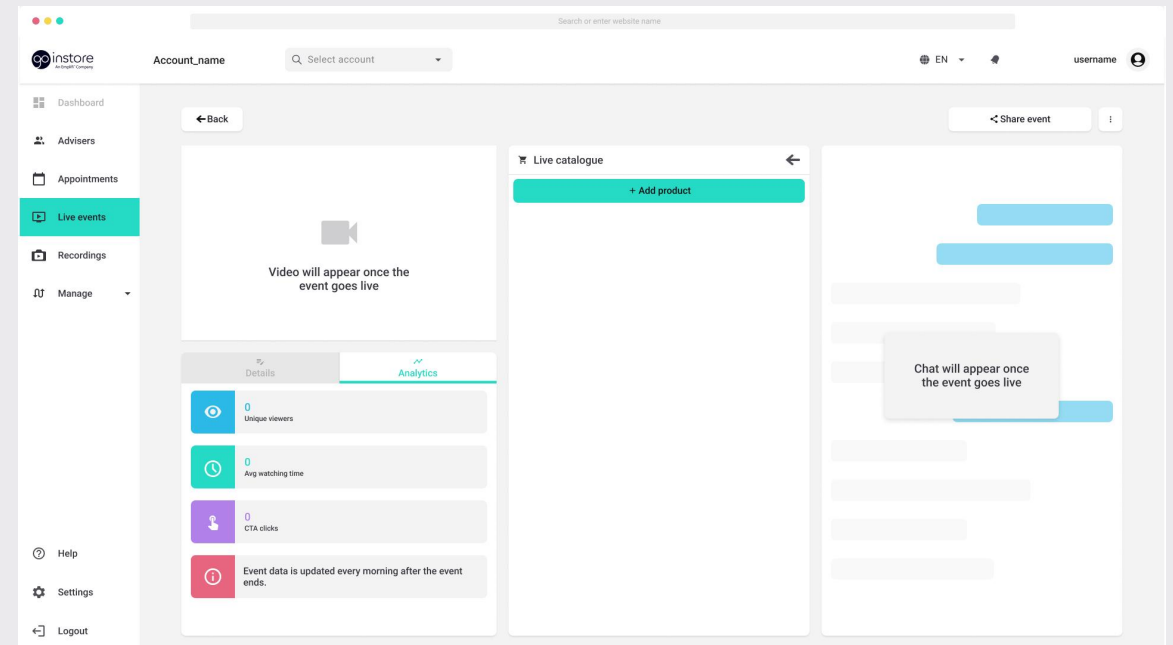 Search or enter website name
go instore
An Emplifi Company
Account_name
Select account
EN
username
Dashboard
Advisers
Appointments
Live events
Recordings
Manage
Help
Settings
Logout
Back
Share event
Video will appear once the
event goes live
Details
Analytics
0
Unique viewers
0
Avg watching time
0
CTA clicks
Event data is updated every morning after the event
ends.
Live catalogue
+ Add product
Chat will appear once
the event goes live